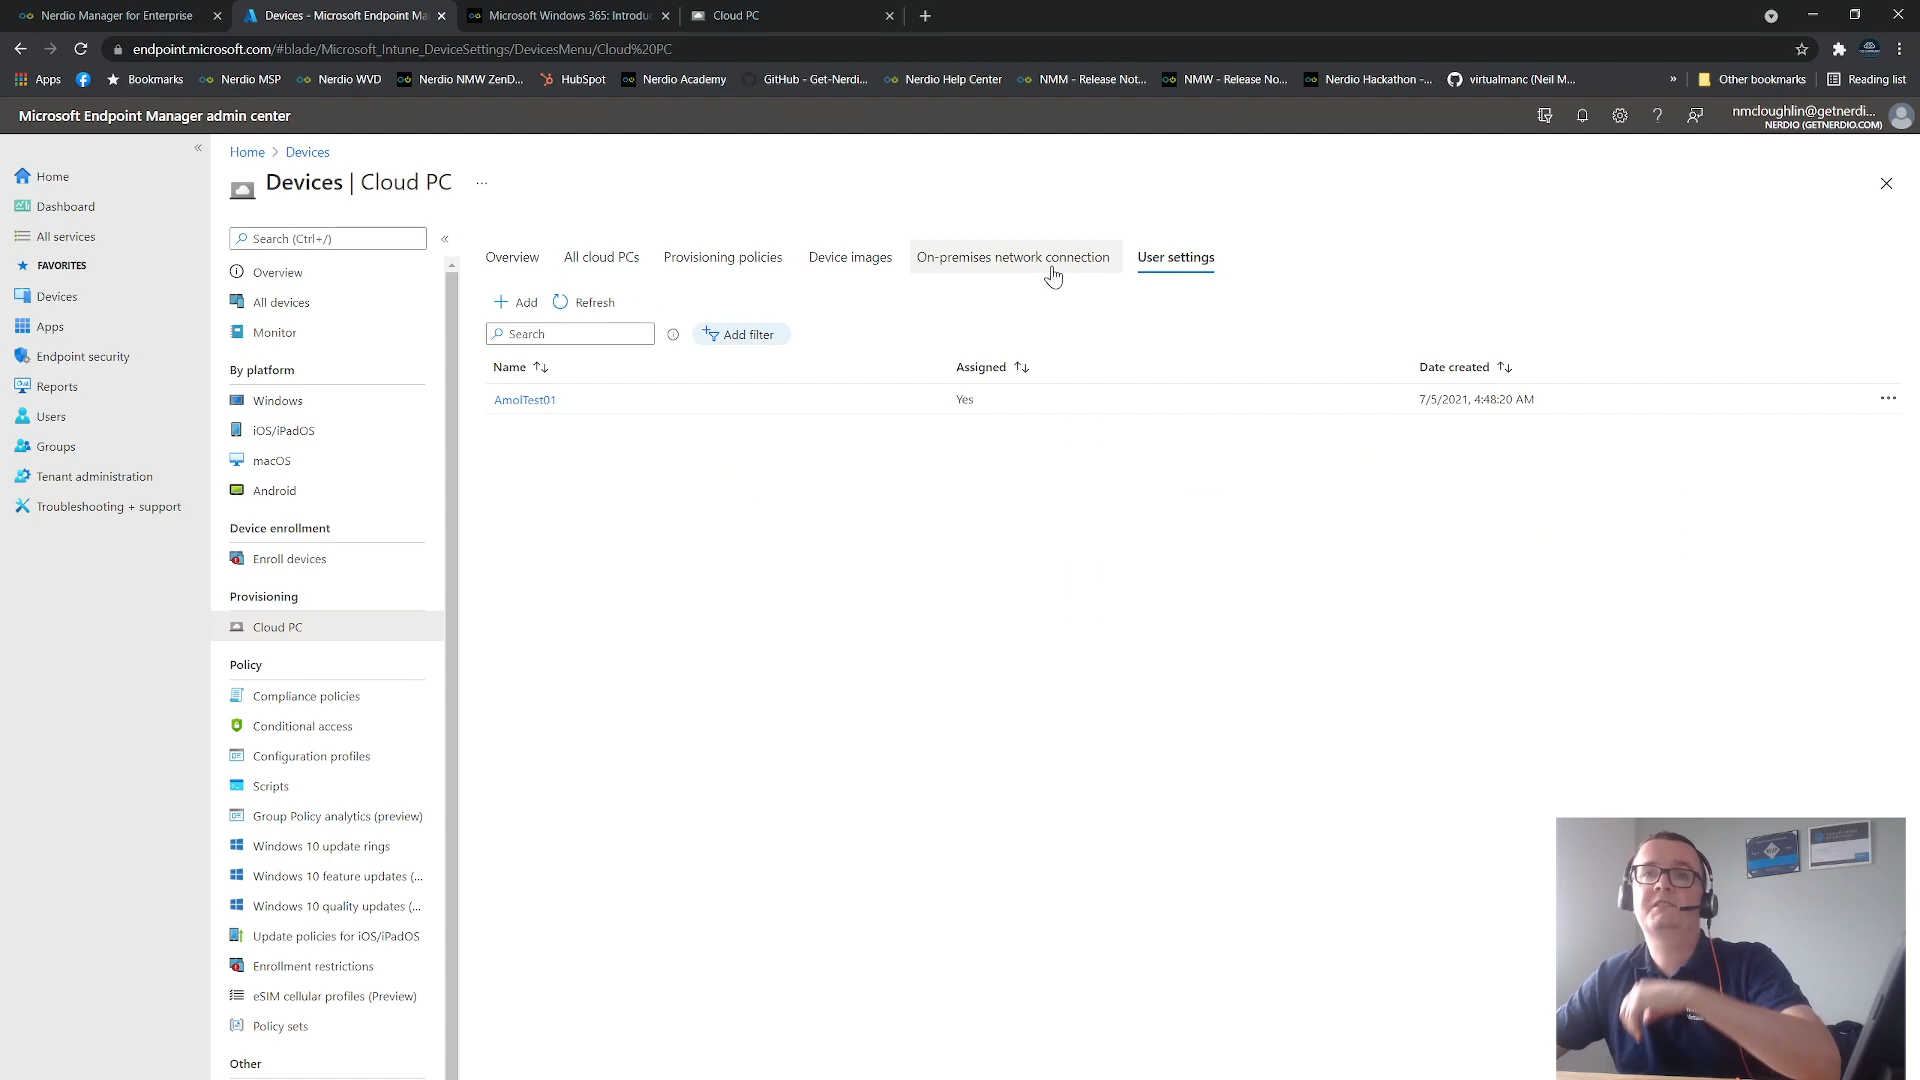 Nerdio Manager for Enterprise
Devices - Microsoft Endpoint Ma
Microsoft Windows 365: Introdu
Cloud PC
endpoint.microsoft.com/#blade/Microsoft_Intune_DeviceSettings/DevicesMenu/Cloud%20PC
Apps
Bookmarks
Nerdio MSP
Nerdio WVD
Nerdio NMW ZenD...
HubSpot
Nerdio Academy
GitHub - Get-Nerdi...
Nerdio Help Center
NMM - Release Not...
NMW - Release No...
Nerdio Hackathon -...
virtualmanc (Neil M...
»
Other bookmarks
Reading list
Microsoft Endpoint Manager admin center
nmcloughlin@getnerdi...
NERDIO (GETNERDIO.COM)
Home > Devices
Devices | Cloud PC ...
Home
Dashboard
All services
FAVORITES
Devices
Apps
Endpoint security
Reports
Users
Groups
Tenant administration
Troubleshooting + support
Search (Ctrl+/)
Overview
All devices
Monitor
By platform
Windows
iOS/iPadOS
macOS
Android
Device enrollment
Enroll devices
Provisioning
Cloud PC
Policy
Compliance policies
Conditional access
Configuration profiles
Scripts
Group Policy analytics (preview)
Windows 10 update rings
Windows 10 feature updates (...
Windows 10 quality updates (...
Update policies for iOS/iPadOS
Enrollment restrictions
eSIM cellular profiles (Preview)
Policy sets
Other
Overview
All cloud PCs
Provisioning policies
Device images
On-premises network connection
User settings
Add
Refresh
Search
Add filter
Name
Assigned
Date created
AmolTest01
Yes
7/5/2021, 4:48:20 AM